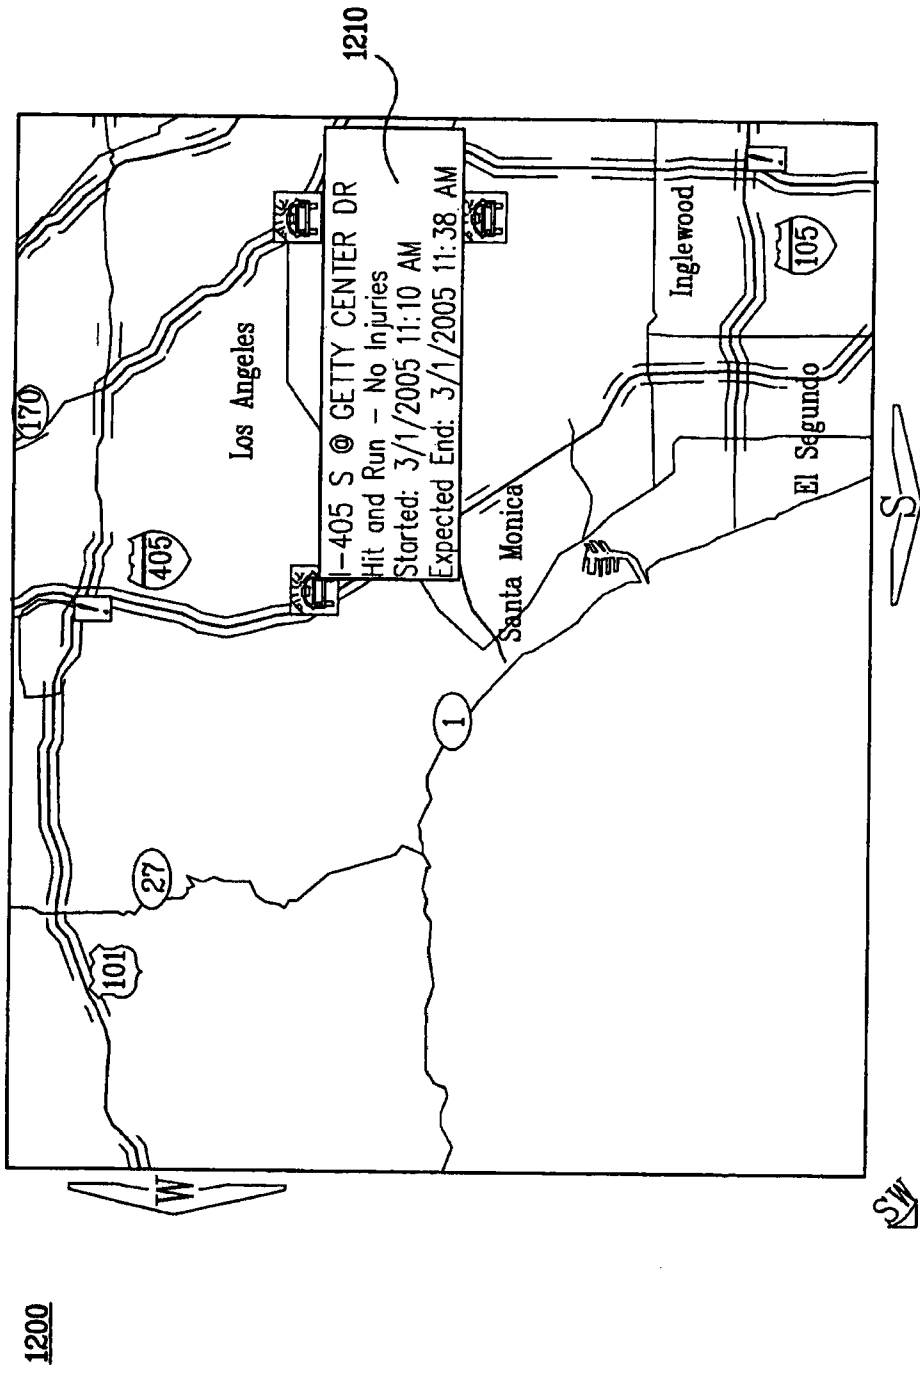 1200
1210
170
405
Los Angeles
I-405 S @ GETTY CENTER DR
Hit and Run - No Injuries
Started: 3/1/2005 11:10 AM
Expected End: 3/1/2005 11:38 AM
27
101
1
Santa Monica
Inglewood
105
El Segundo
W
S
SW